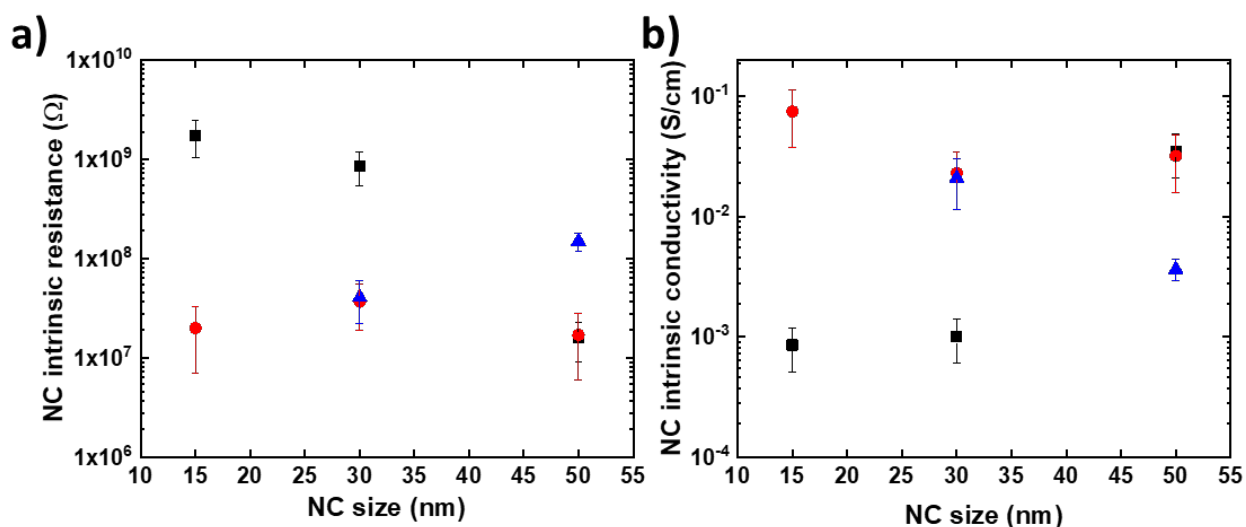 a)
NC intrinsic resistance (Ω)
1x10^10
1x10^9
1x10^8
1x10^7
1x10^6
10 15 20 25 30 35 40 45 50 55
NC size (nm)
b)
NC intrinsic conductivity (S/cm)
10^-1
10^-2
10^-3
10^-4
10 15 20 25 30 35 40 45 50 55
NC size (nm)